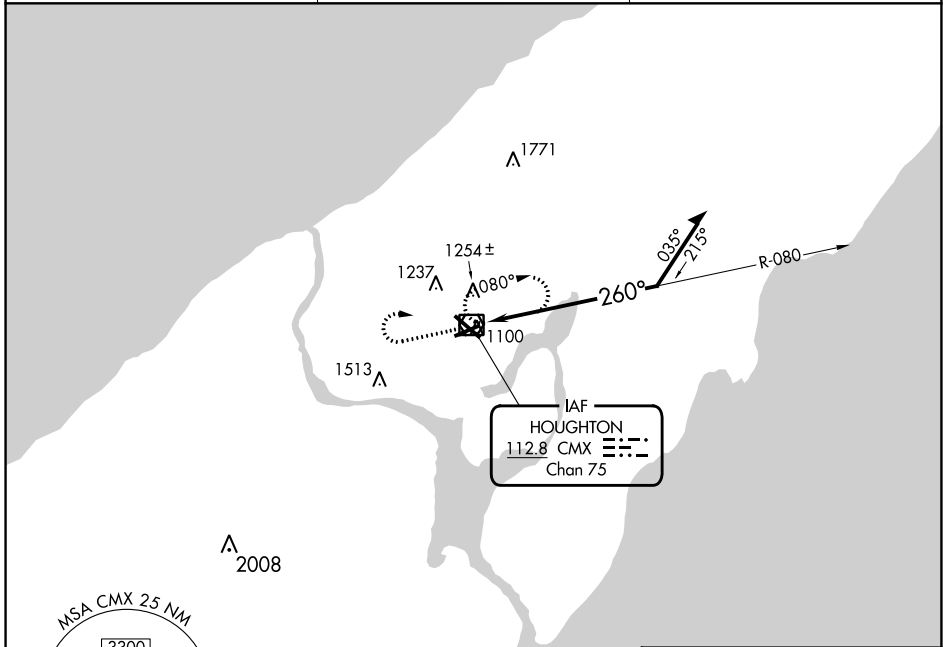 1771
1254±
035°
215°
R-080
1237
080°
260°
1100
1513
IAF
HOUGHTON
112.8 CMX
Chan 75
2008
MSA CMX 25 NM